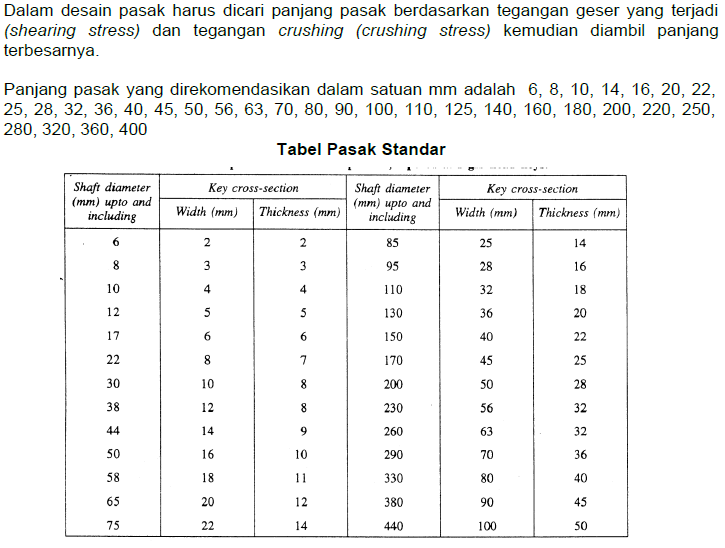 Dalam desain pasak harus dicari panjang pasak berdasarkan tegangan geser yang terjadi
(shearing stress) dan tegangan crushing (crushing stress) kemudian diambil panjang
terbesarnya.
Panjang pasak yang direkomendasikan dalam satuan mm adalah 6, 8, 10, 14, 16, 20, 22,
25, 28, 32, 36, 40, 45, 50, 56, 63, 70, 80, 90, 100, 110, 125, 140, 160, 180, 200, 220, 250,
280, 320, 360, 400
Tabel Pasak Standar
Shaft diameter Key cross-section Shaft diameter Key cross-section
(mm) upto and (mm) upto and
including Width (mm) Thickness (mm) including Width (mm) Thickness (mm)
6 2 2 85 25 14
8 3 3 95 28 16
10 4 4 110 32 18
12 5 5 130 36 20
17 6 6 150 40 22
22 8 7 170 45 25
30 10 8 200 50 28
38 12 8 230 56 32
44 14 9 260 63 32
50 16 10 290 70 36
58 18 11 330 80 40
65 20 12 380 90 45
75 22 14 440 100 50